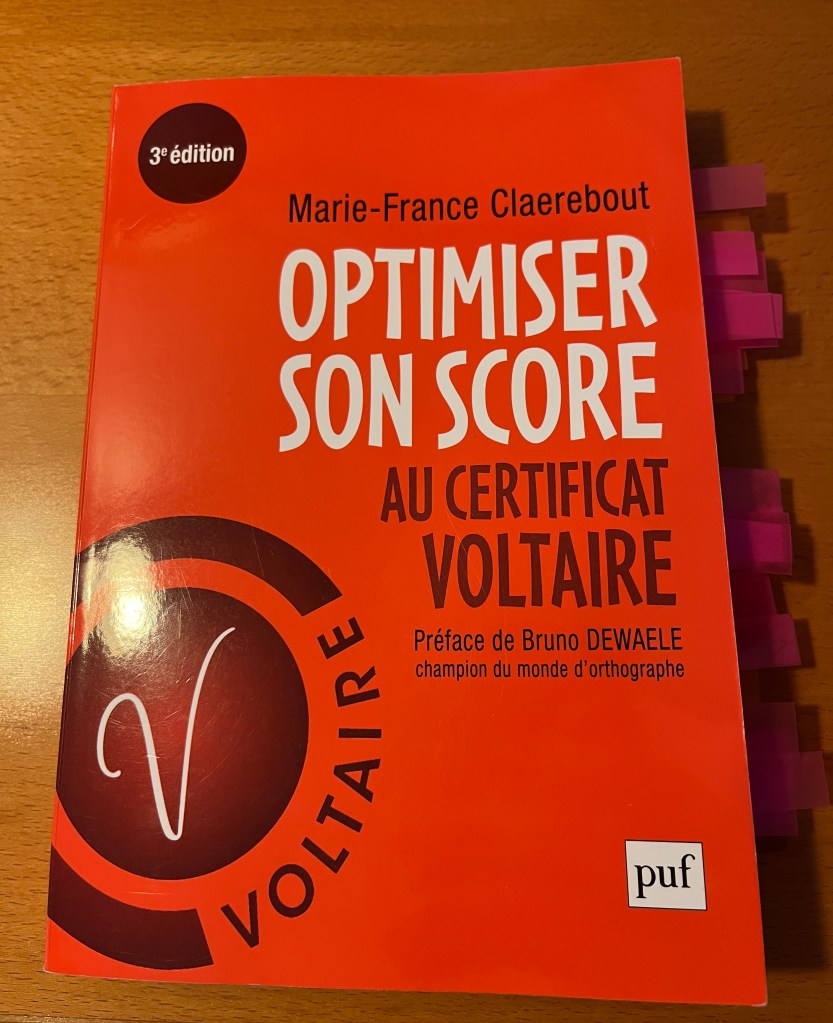 3e édition
Marie-France Claerebout
OPTIMISER
SON SCORE
AU CERTIFICAT
VOLTAIRE
Préface de Bruno DEWAELE
champion du monde d'orthographe
V
VOLTAIRE
puf